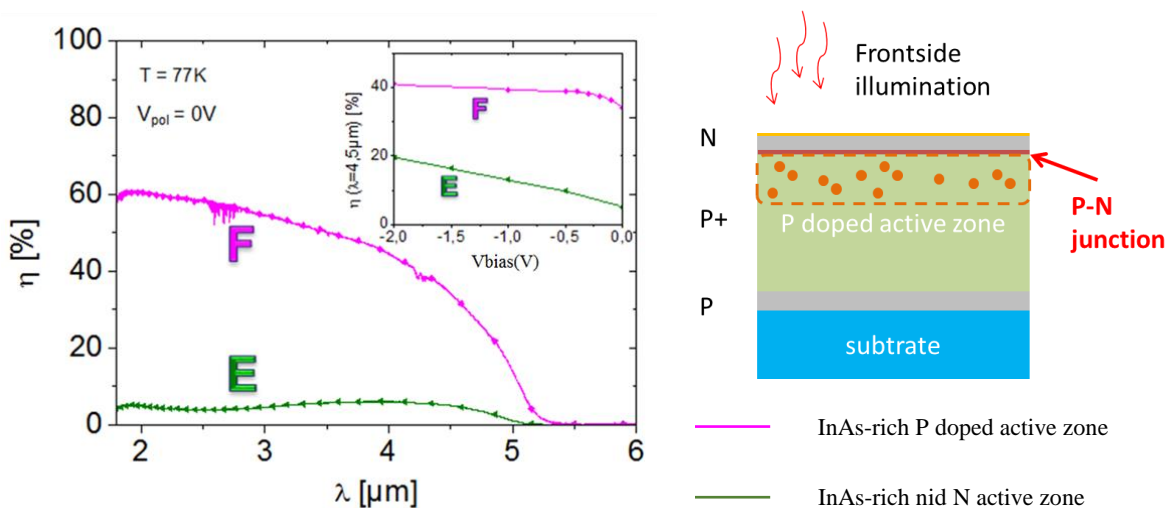 100
80
60
40
20
0
η [%]
T = 77K
Vpol = 0V
F
E
2
3
4
5
6
λ [µm]
η (λ=4,5µm) [%]
40
20
0
F
E
-2,0
-1,5
-1,0
-0,5
0,0
Vbias(V)
Frontside
illumination
N
P+
P
P doped active zone
subtrate
P-N
junction
InAs-rich P doped active zone
InAs-rich nid N active zone